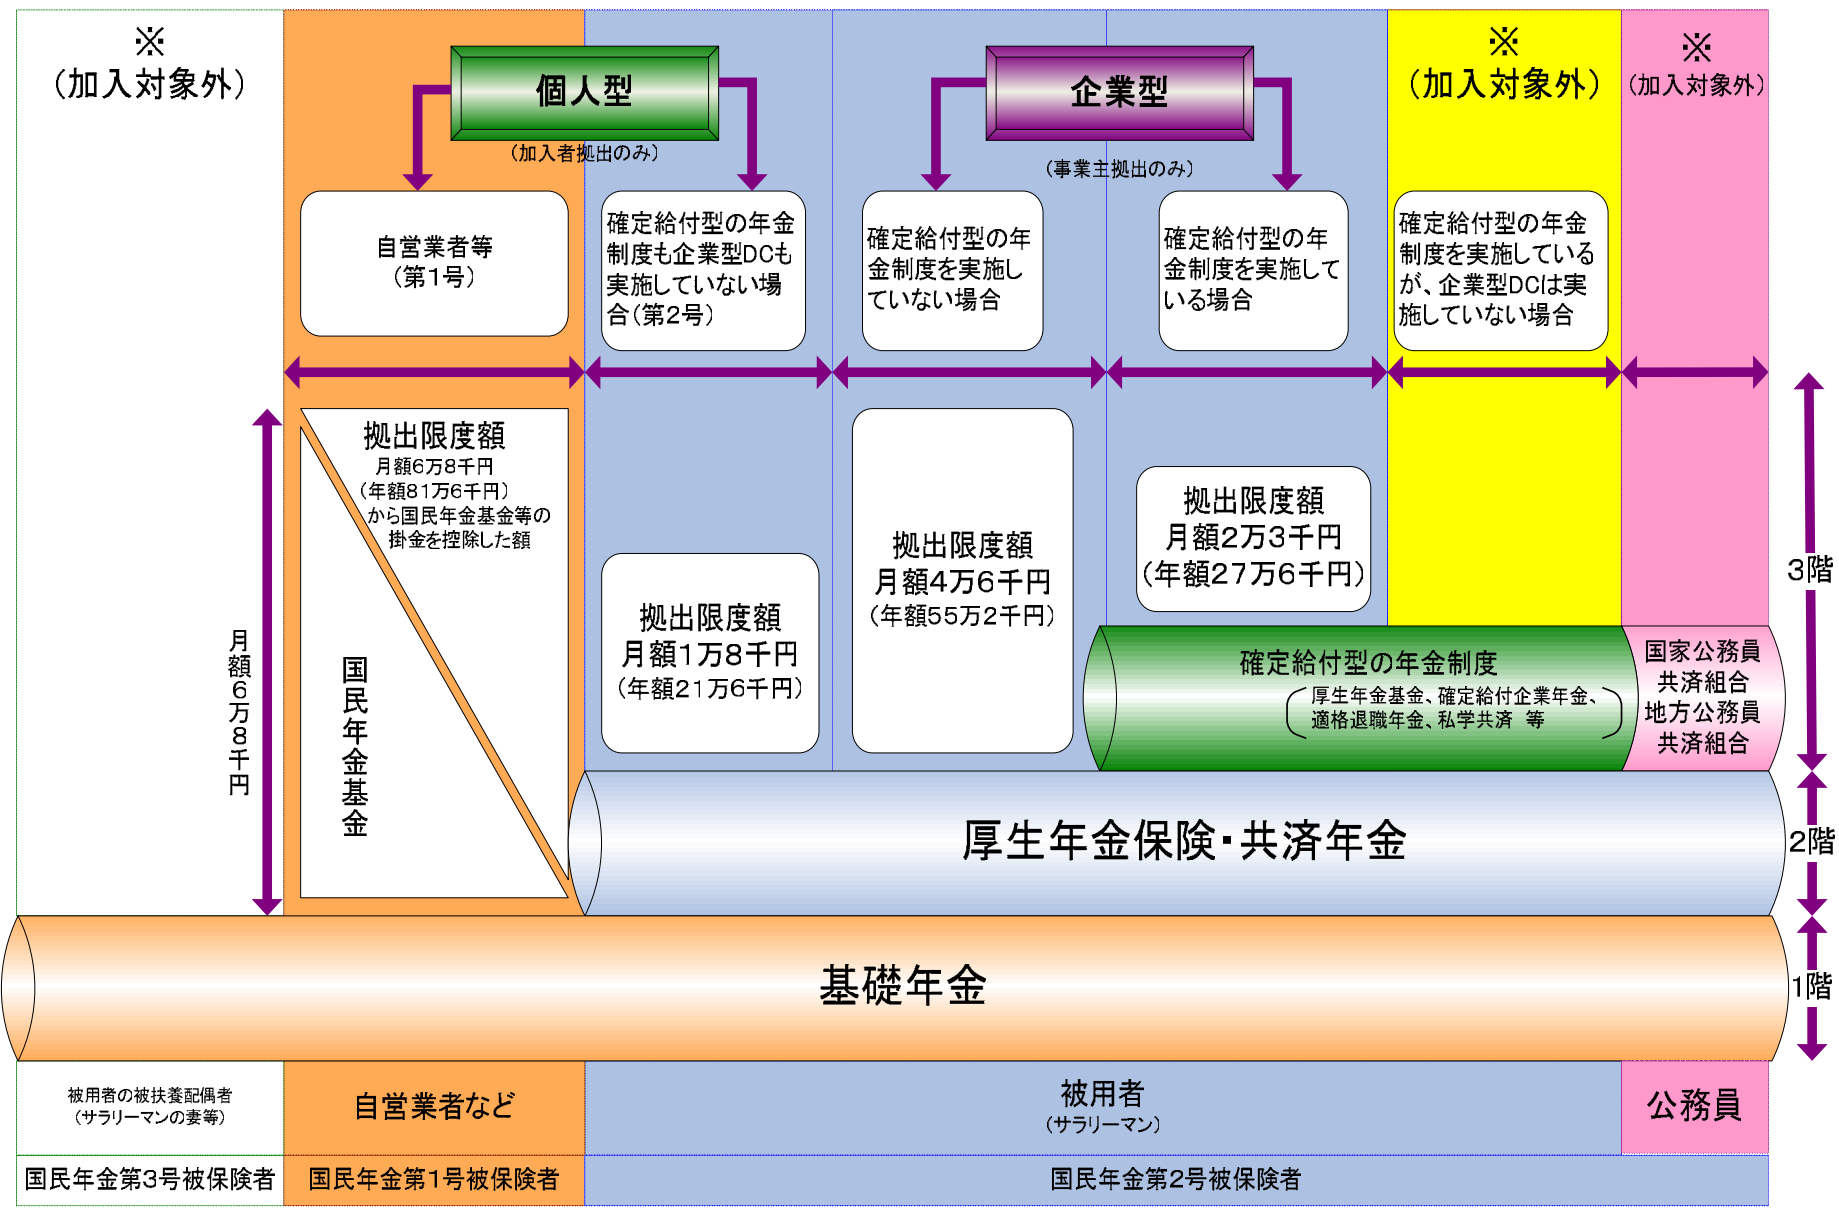 ※
（加入対象外）
個人型
（加入者拠出のみ）
企業型
（事業主拠出のみ）
※
（加入対象外）
※
（加入対象外）
自営業者等
（第１号）
確定給付型の年金
制度も企業型DCも
実施していない場
合（第２号）
確定給付型の年
金制度を実施し
ていない場合
確定給付型の年
金制度を実施して
いる場合
確定給付型の年金
制度を実施している
が、企業型DCは実
施していない場合
拠出限度額
月額６万８千円
（年額81万６千円）
から国民年金基金等の
掛金を控除した額
国民年金基金
月額６万８千円
拠出限度額
月額１万８千円
（年額21万６千円）
拠出限度額
月額４万６千円
（年額55万２千円）
拠出限度額
月額２万３千円
（年額27万６千円）
確定給付型の年金制度
厚生年金基金、確定給付企業年金、
適格退職年金、私学共済　等
国家公務員
共済組合
地方公務員
共済組合
３階
厚生年金保険・共済年金
２階
基礎年金
１階
被用者の被扶養配偶者
（サラリーマンの妻等）
自営業者など
被用者
（サラリーマン）
公務員
国民年金第３号被保険者
国民年金第１号被保険者
国民年金第２号被保険者